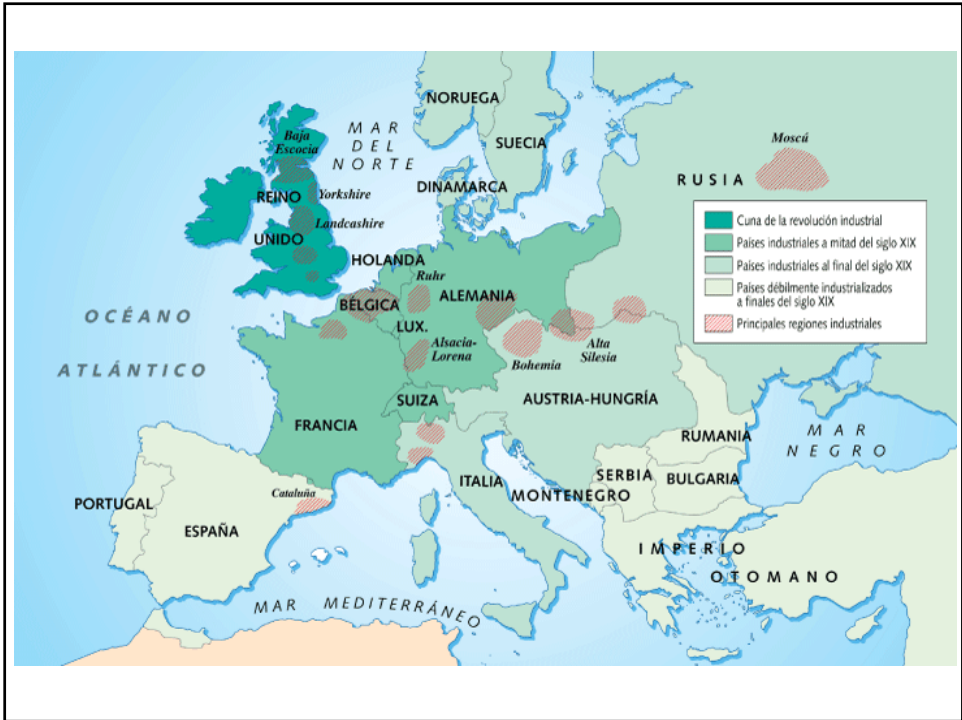 NORUEGA
MAR
DEL
NORTE
SUECIA
Baja
Escocia
Moscú
RUSIA
DINAMARCA
REINO
Yorkshire
Landcashire
UNIDO
HOLANDA
Ruhr
BÉLGICA
ALEMANIA
LUX.
Alsacia-
Lorena
Bohemia
Alta
Silesia
OCÉANO
ATLÁNTICO
SUIZA
AUSTRIA-HUNGRÍA
FRANCIA
RUMANIA
MAR
NEGRO
SERBIA
BULGARIA
ITALIA
MONTENEGRO
Cataluña
PORTUGAL
ESPAÑA
IMPERIO
OTOMANO
MAR MEDITERRÁNEO
Cuna de la revolución industrial
Países industriales a mitad del siglo XIX
Países industriales al final del siglo XIX
Países débilmente industrializados
a finales del siglo XIX
Principales regiones industriales